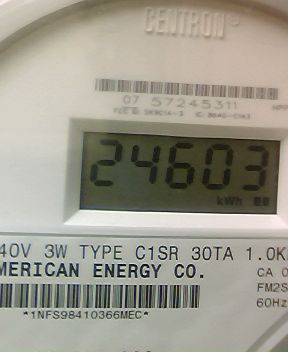 CENTRON®
07 57245311
24603
kWh
40V 3W TYPE C1SR 30TA 1.0K
MERICAN ENERGY CO.
CA 0
FM2S
60Hz
*1NFS98410366MEC*